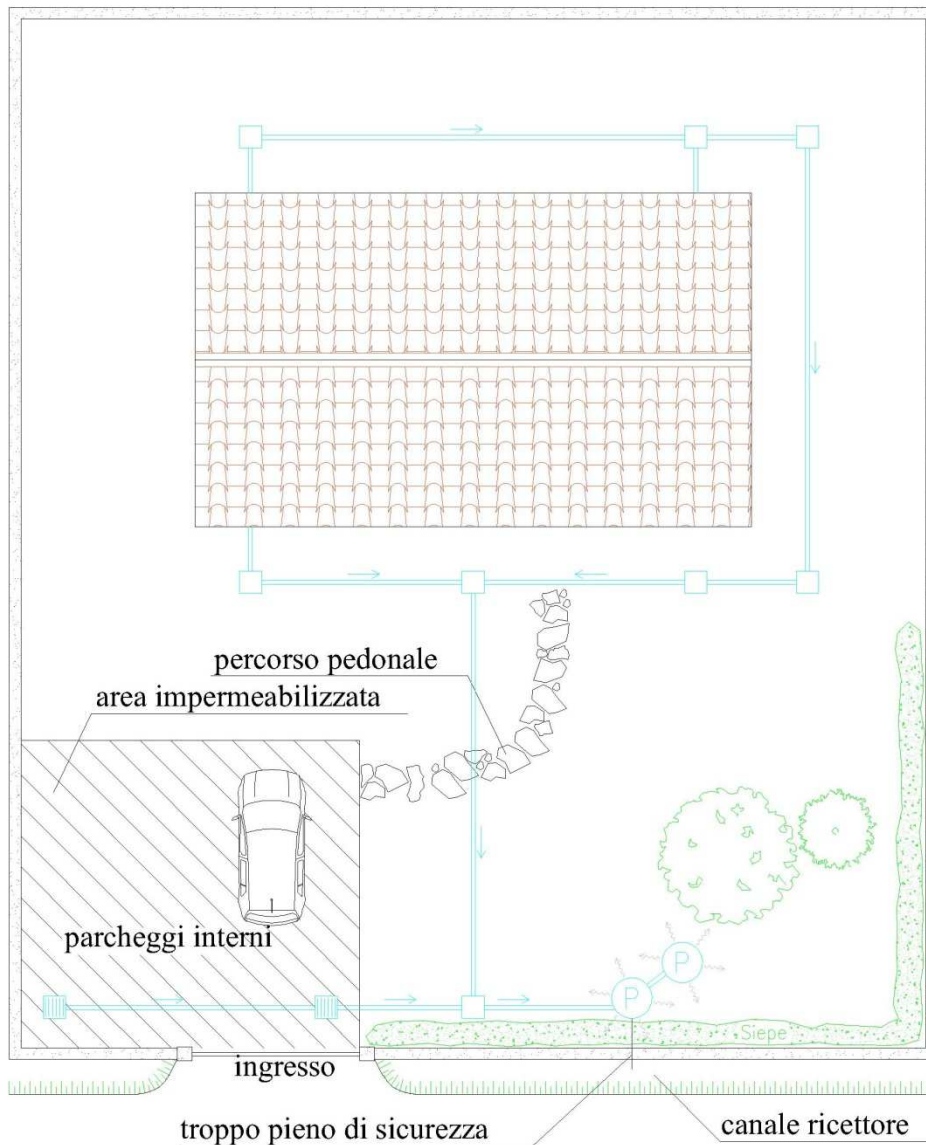 percorso pedonale
area impermeabilizzata
parcheggi interni
P
P
Siepe
ingresso
troppo pieno di sicurezza
canale ricettore